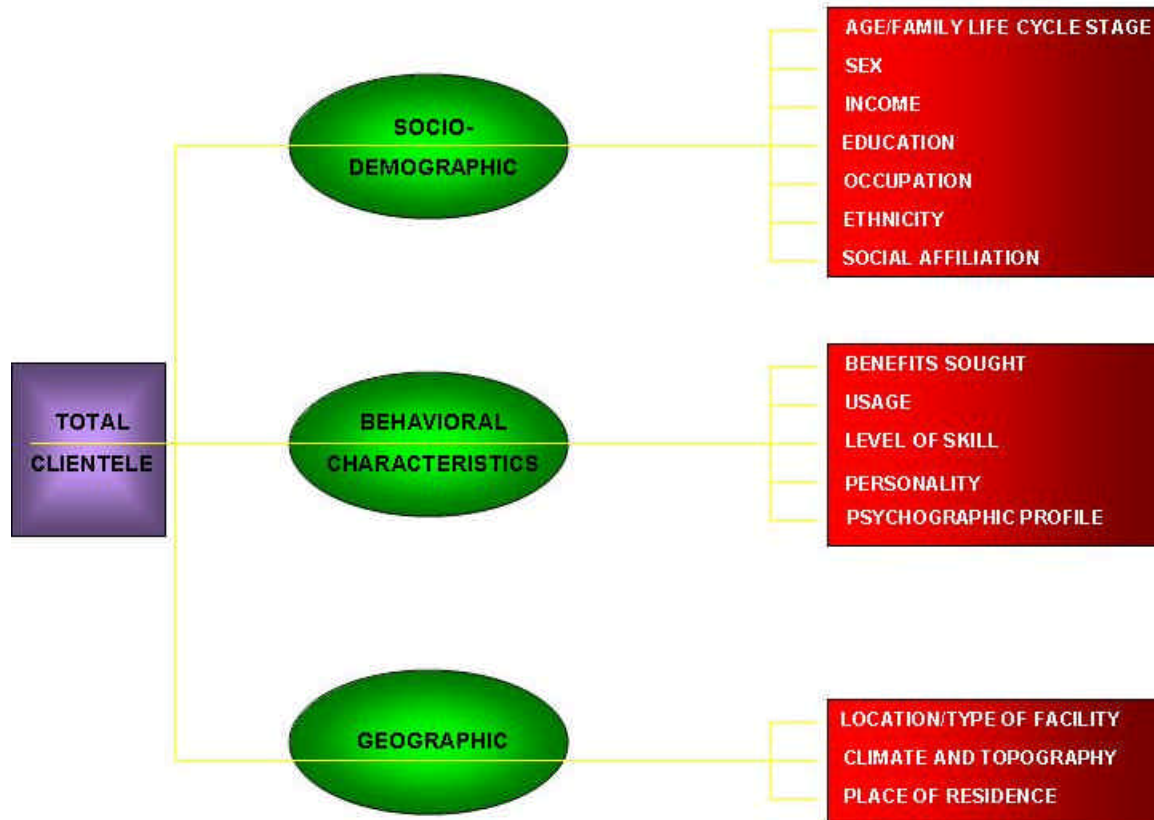 TOTAL
CLIENTELE
SOCIO-
DEMOGRAPHIC
AGE/FAMILY LIFE CYCLE STAGE
SEX
INCOME
EDUCATION
OCCUPATION
ETHNICITY
SOCIAL AFFILIATION
BEHAVIORAL
CHARACTERISTICS
BENEFITS SOUGHT
USAGE
LEVEL OF SKILL
PERSONALITY
PSYCHOGRAPHIC PROFILE
GEOGRAPHIC
LOCATION/TYPE OF FACILITY
CLIMATE AND TOPOGRAPHY
PLACE OF RESIDENCE